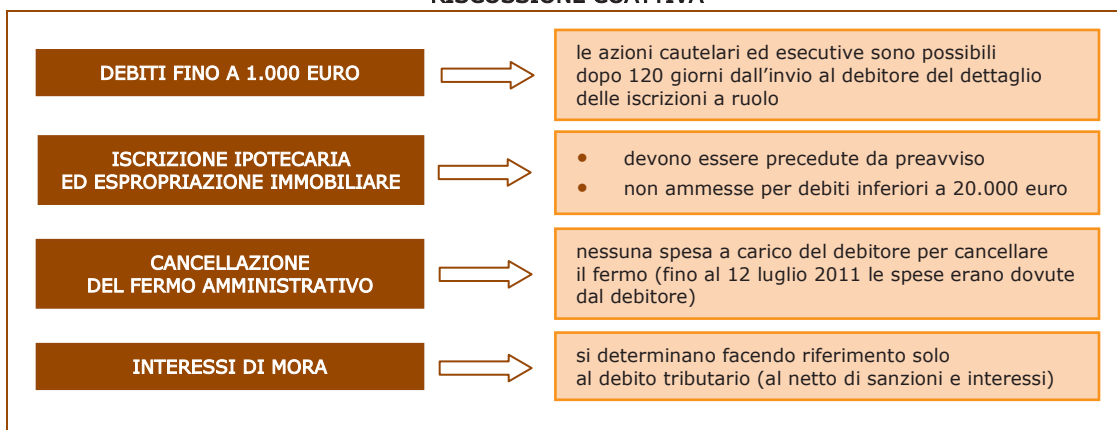 RISCOSSIONE COATTIVA
DEBITI FINO A 1.000 EURO
le azioni cautelari ed esecutive sono possibili
dopo 120 giorni dall'invio al debitore del dettaglio
delle iscrizioni a ruolo
ISCRIZIONE IPOTECARIA
ED ESPROPRIAZIONE IMMOBILIARE
• devono essere precedute da preavviso
• non ammesse per debiti inferiori a 20.000 euro
CANCELLAZIONE
DEL FERMO AMMINISTRATIVO
nessuna spesa a carico del debitore per cancellare
il fermo (fino al 12 luglio 2011 le spese erano dovute
dal debitore)
INTERESSI DI MORA
si determinano facendo riferimento solo
al debito tributario (al netto di sanzioni e interessi)